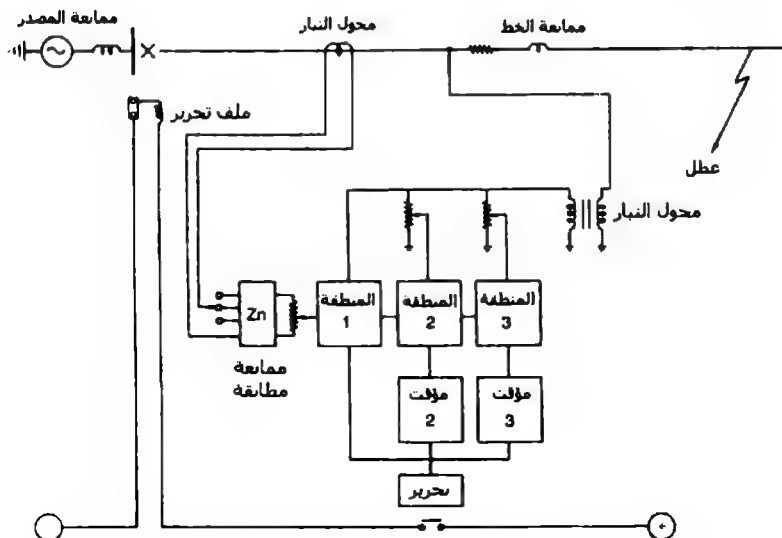 ممانعة المصدر
محول التيار
ممانعة الخط
ملف تحرير
عطل
محول التيار
Zn
المنطقة
1
المنطقة
2
المنطقة
3
ممانعة
مطابقة
مؤقت
2
مؤقت
3
تحرير
+